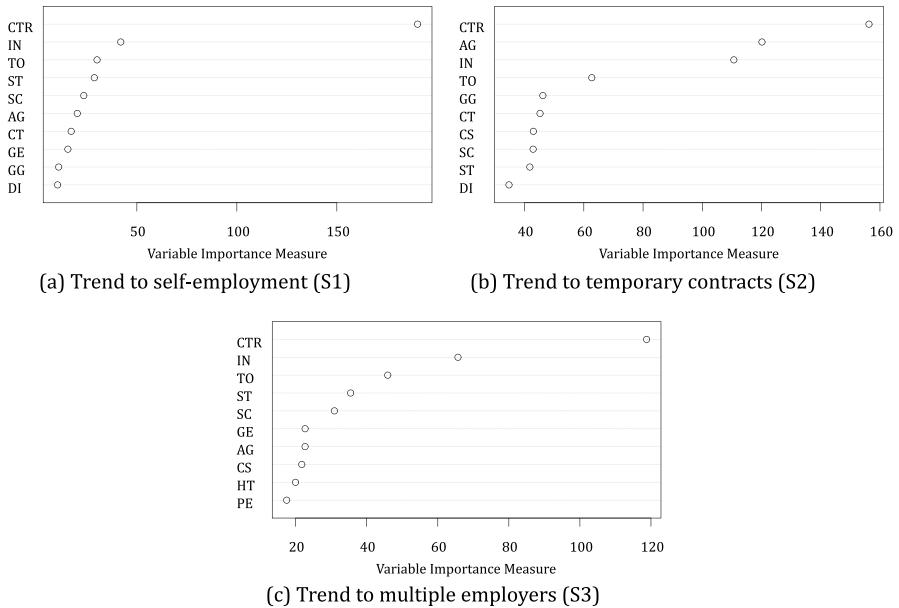 CTR
IN
TO
ST
SC
AG
CT
GE
GG
DI
50 100 150
Variable Importance Measure
(a) Trend to self-employment (S1)
CTR
AG
IN
TO
GG
CT
CS
SC
ST
DI
40 60 80 100 120 140 160
Variable Importance Measure
(b) Trend to temporary contracts (S2)
CTR
IN
TO
ST
SC
GE
AG
CS
HT
PE
20 40 60 80 100 120
Variable Importance Measure
(c) Trend to multiple employers (S3)